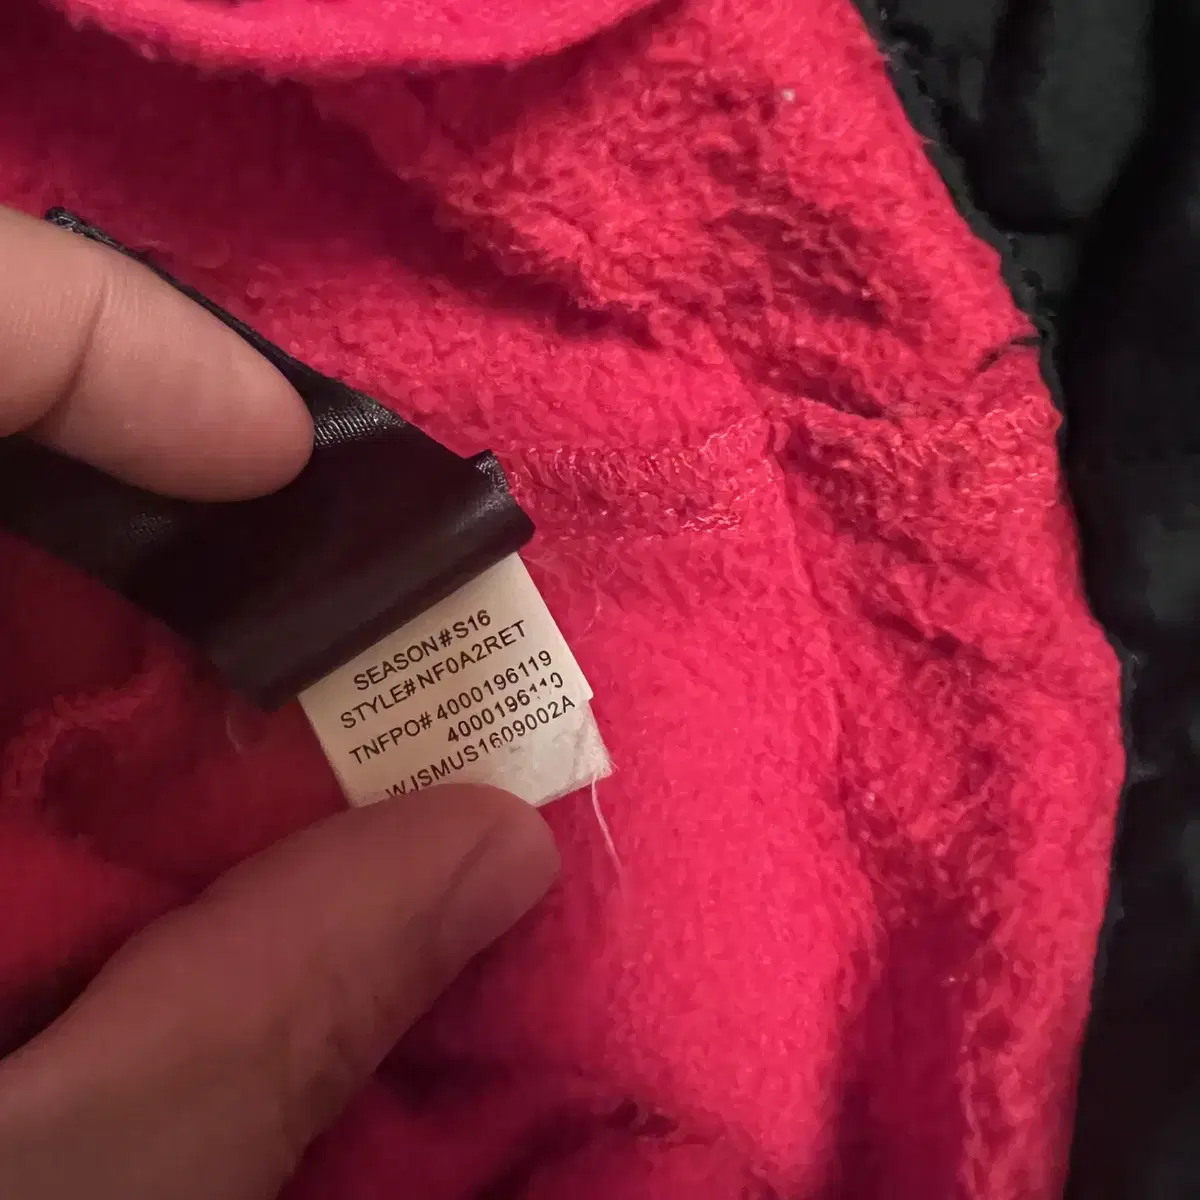 SEASON#S16
STYLE#NF0A2RET
TNFPO# 4000196119
4000196110
WJSMUS1609002A